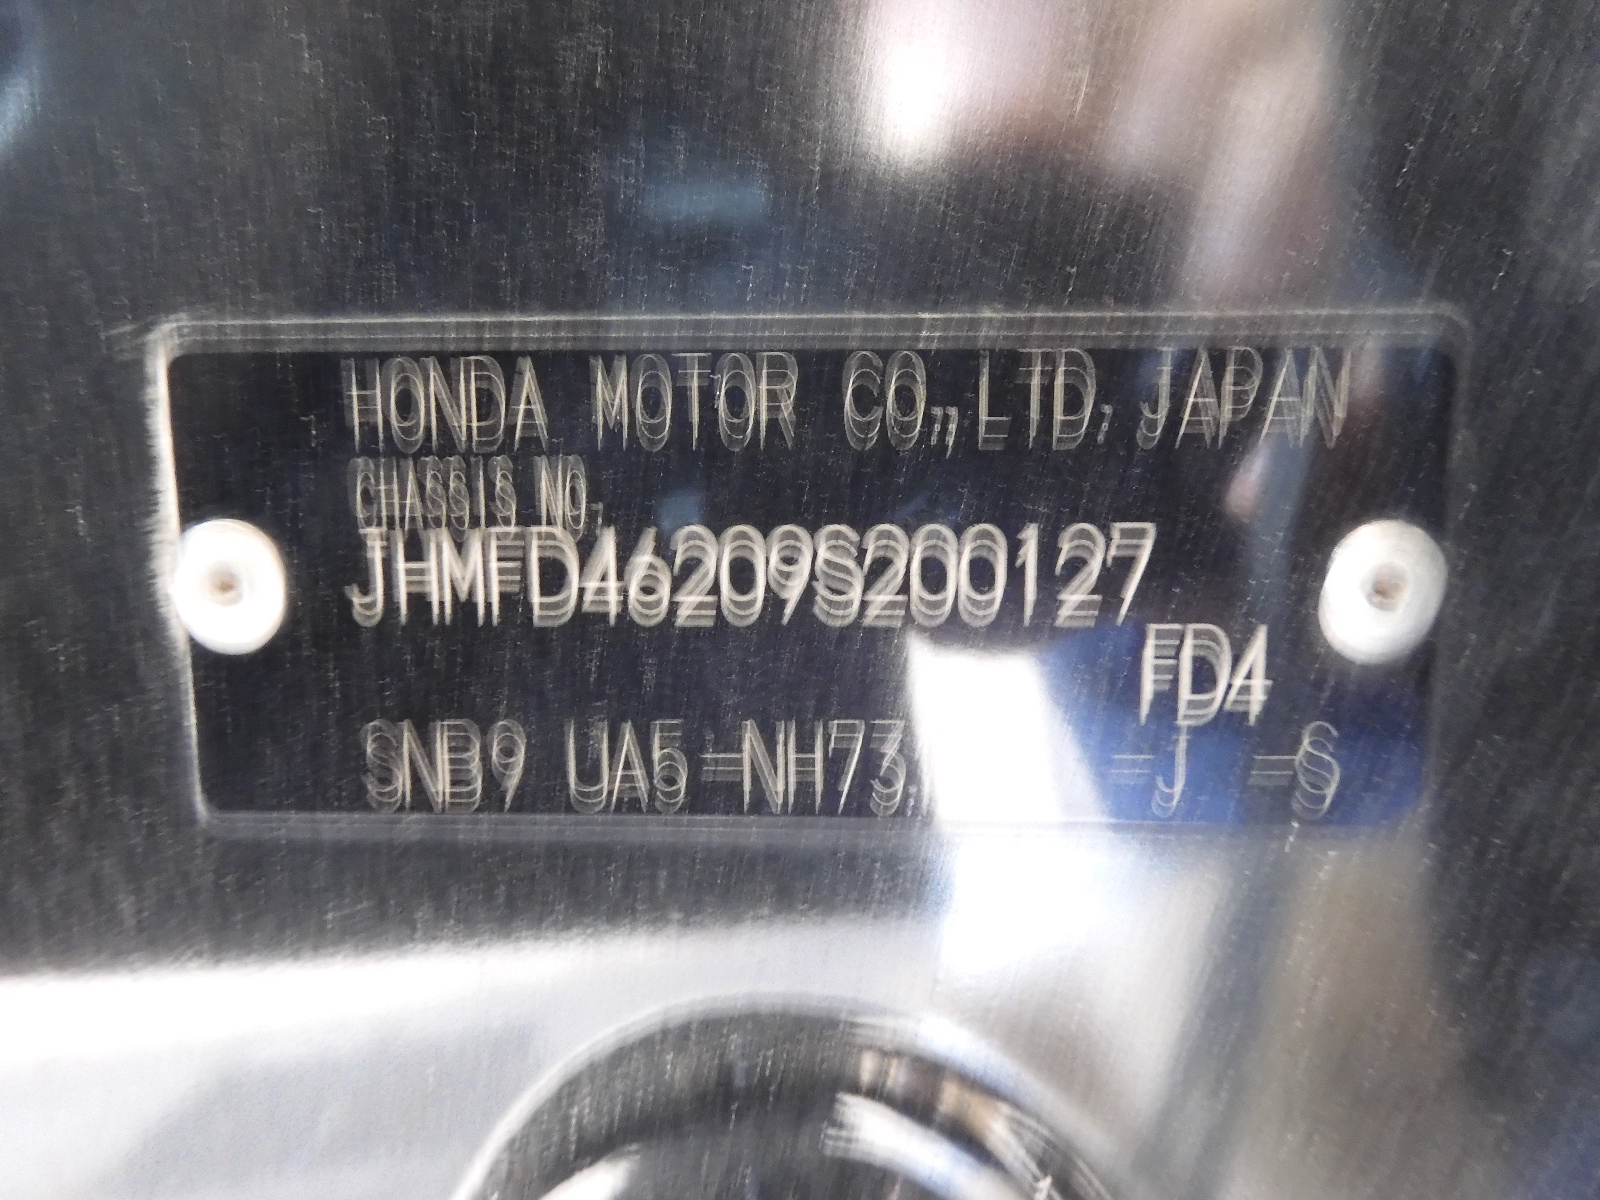 HONDA MOTOR CO.,LTD. JAPAN
CHASSIS NO.
JHMFD46209S200127
FD4
SNB9 UA5-NH73 -J -S